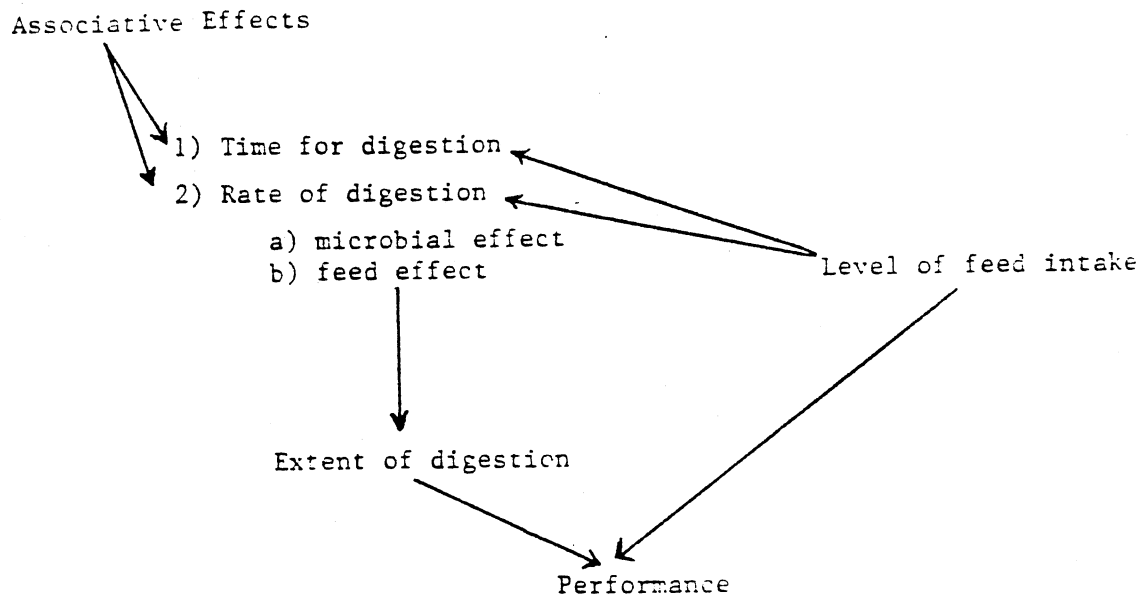 Associative Effects
1) Time for digestion
2) Rate of digestion
a) microbial effect
b) feed effect
Level of feed intake
Extent of digestion
Performance